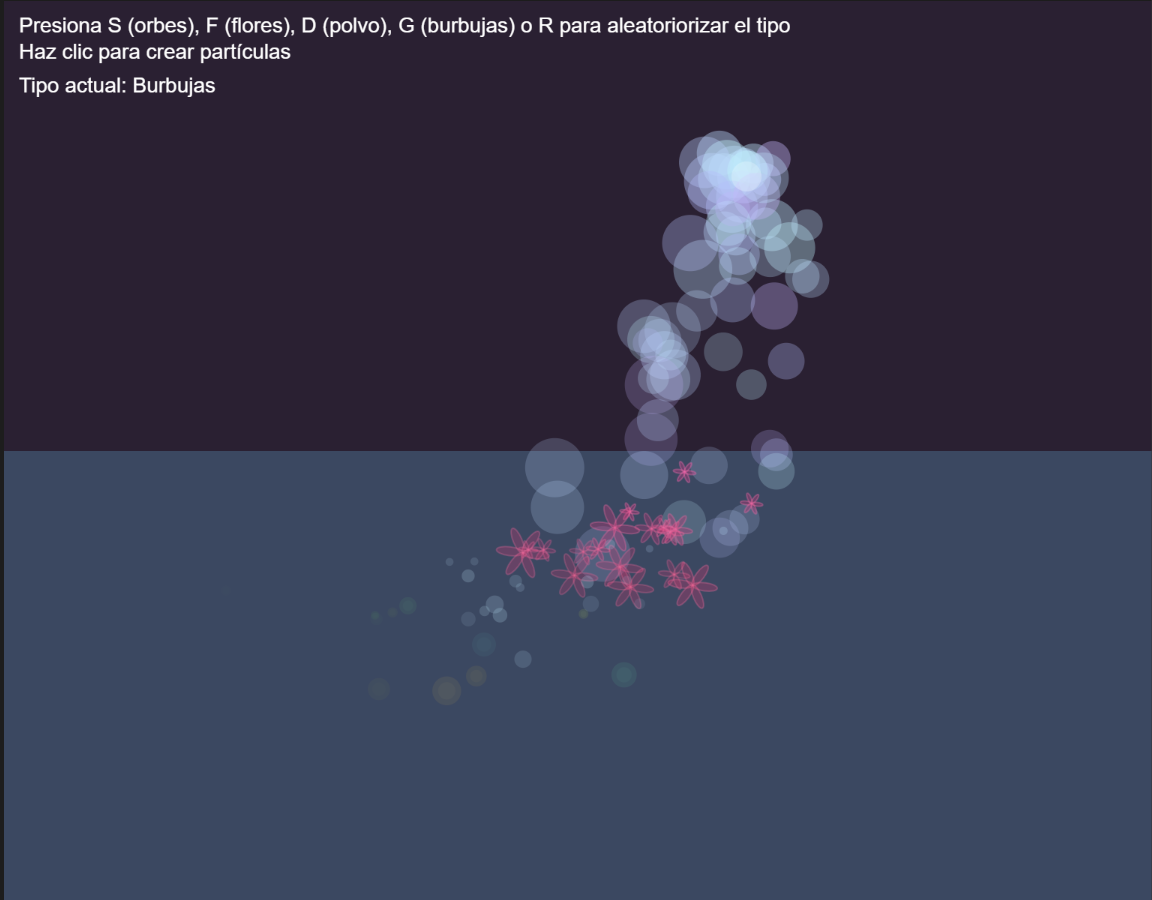 Presiona S (orbes), F (flores), D (polvo), G (burbujas) o R para aleatoriorizar el tipo
Haz clic para crear partículas
Tipo actual: Burbujas